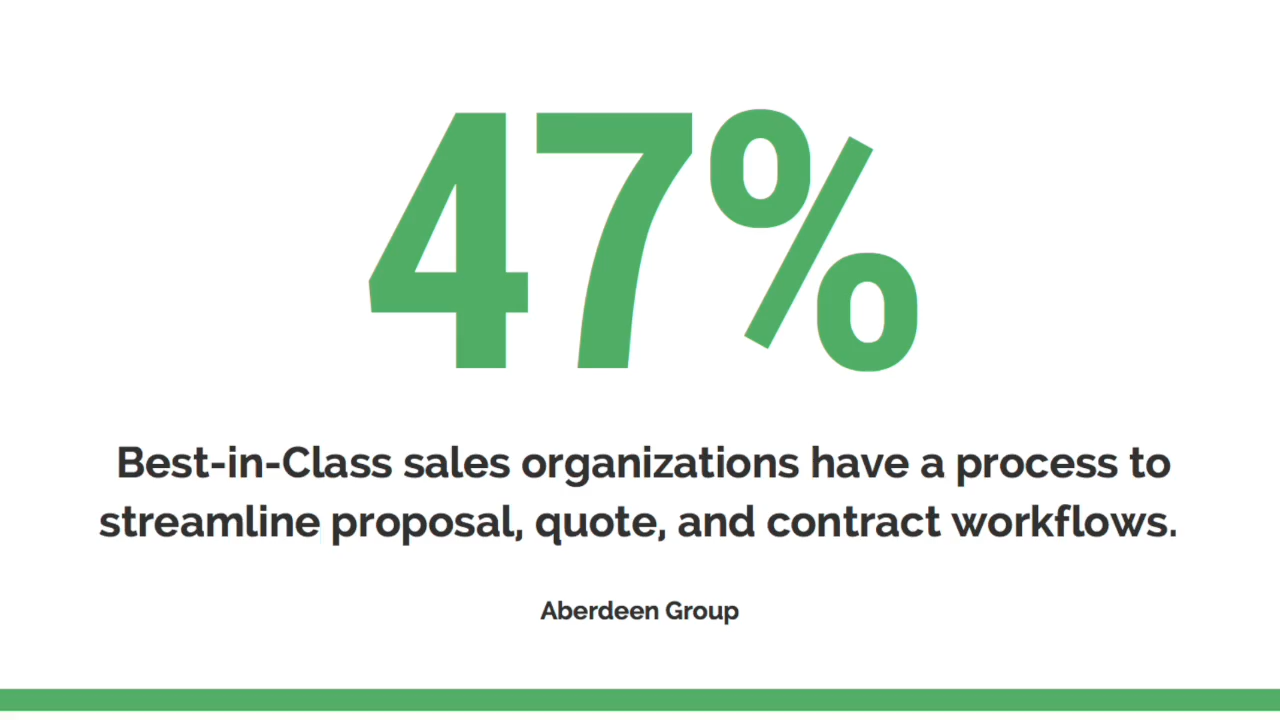 47%
Best-in-Class sales organizations have a process to
streamline proposal, quote, and contract workflows.
Aberdeen Group